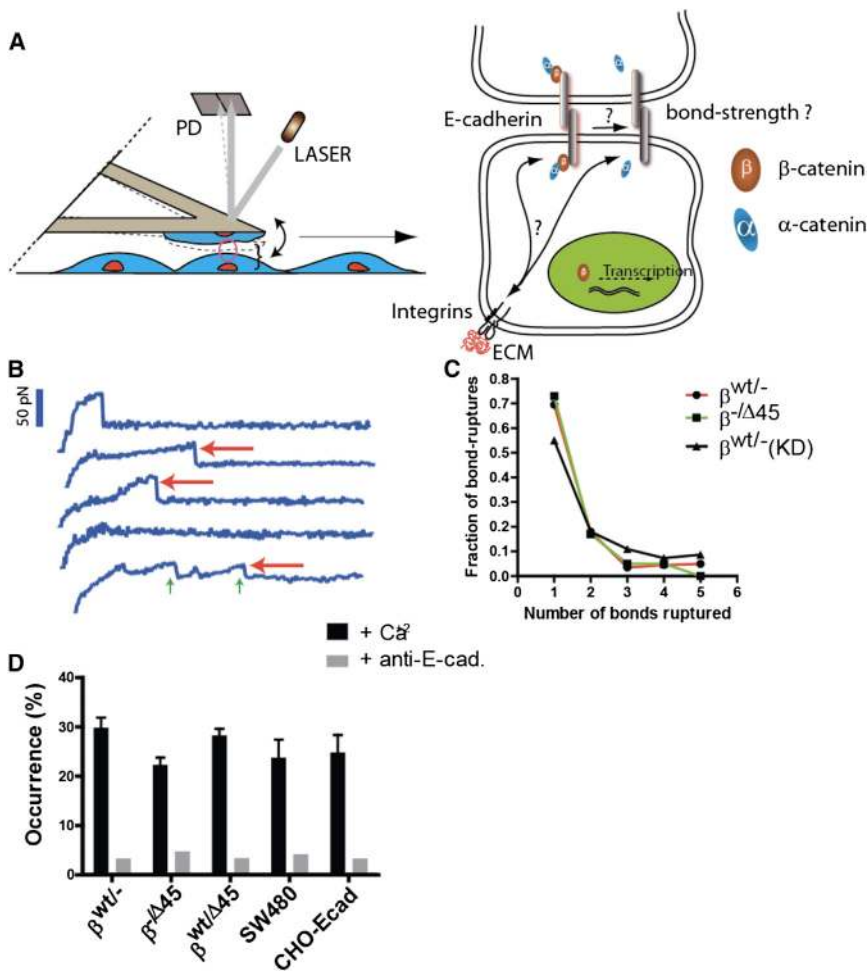 A
PD
LASER
?
E-cadherin
?
bond-strength ?
α
β
α
β
α
α
?
β
β-catenin
α
α-catenin
β
Transcription
Integrins
ECM
B
50 pN
C
Fraction of bond-ruptures
0.8
0.7
0.6
0.5
0.4
0.3
0.2
0.1
0.0
0 1 2 3 4 5 6
Number of bonds ruptured
βwt/-
β-/Δ45
βwt/-(KD)
D
+ Ca+2
+ anti-E-cad.
Occurrence (%)
40
30
20
10
0
βwt/-
β-/Δ45
βwt/Δ45
SW480
CHO-Ecad